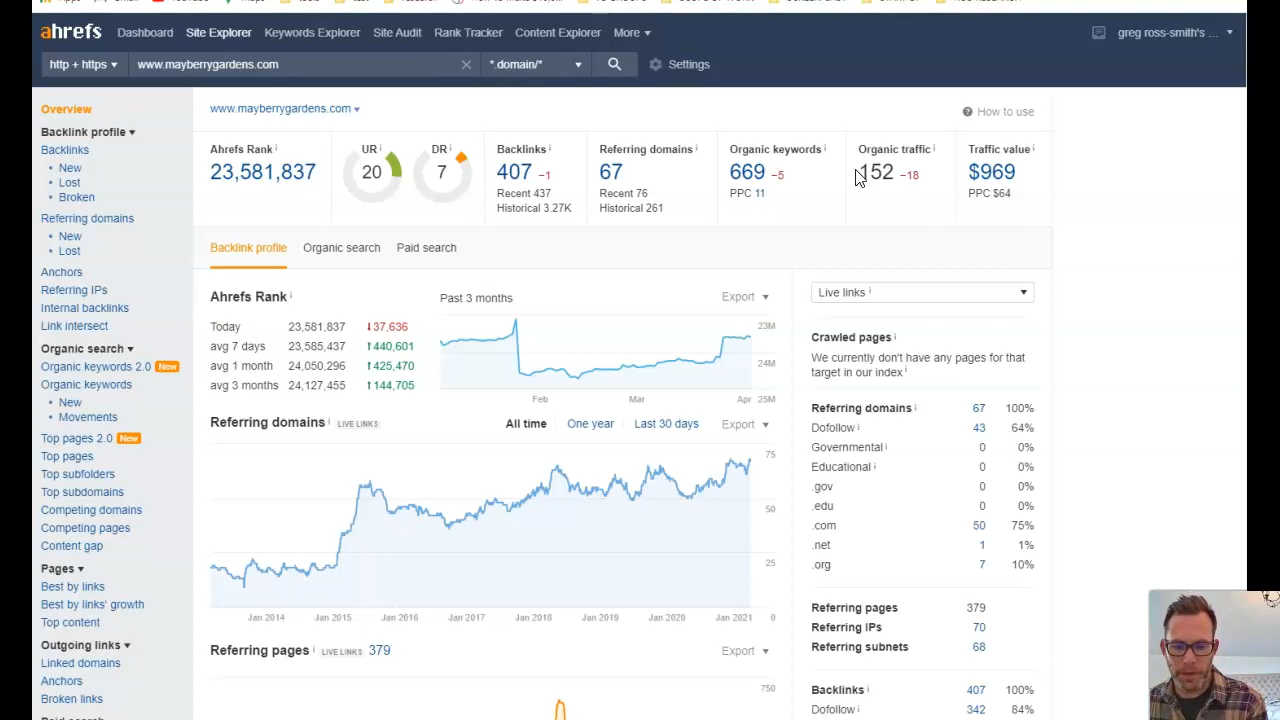 ahrefs Dashboard Site Explorer Keywords Explorer Site Audit Rank Tracker Content Explorer More greg ross-smith's ...
http + https www.mayberrygardens.com *.domain/* Settings
Overview
Backlink profile
Backlinks
New
Lost
Broken
Referring domains
New
Lost
Anchors
Referring IPs
Internal backlinks
Link intersect
Organic search
Organic keywords 2.0 New
Organic keywords
New
Movements
Top pages 2.0 New
Top pages
Top subfolders
Top subdomains
Competing domains
Competing pages
Content gap
Pages
Best by links
Best by links' growth
Top content
Outgoing links
Linked domains
Anchors
Broken links
www.mayberrygardens.com How to use
Ahrefs Rank UR DR Backlinks Referring domains Organic keywords Organic traffic Traffic value
23,581,837 20 7 407 -1 67 669 -5 152 -18 $969
Recent 437 Recent 76 PPC 11 PPC $64
Historical 3.27K Historical 261
Backlink profile Organic search Paid search
Ahrefs Rank Past 3 months Export
Today 23,581,837 ↓37,636
avg 7 days 23,585,437 ↑440,601
avg 1 month 24,050,296 ↑425,470
avg 3 months 24,127,455 ↑144,705
23M
24M
Feb Mar Apr 25M
Referring domains LIVE LINKS All time One year Last 30 days Export
75
50
25
Jan 2014 Jan 2015 Jan 2016 Jan 2017 Jan 2018 Jan 2019 Jan 2020 Jan 2021 0
Referring pages LIVE LINKS 379 Export
750
Live links
Crawled pages
We currently don't have any pages for that
target in our index
Referring domains 67 100%
Dofollow 43 64%
Governmental 0 0%
Educational 0 0%
.gov 0 0%
.edu 0 0%
.com 50 75%
.net 1 1%
.org 7 10%
Referring pages 379
Referring IPs 70
Referring subnets 68
Backlinks 407 100%
Dofollow 342 84%